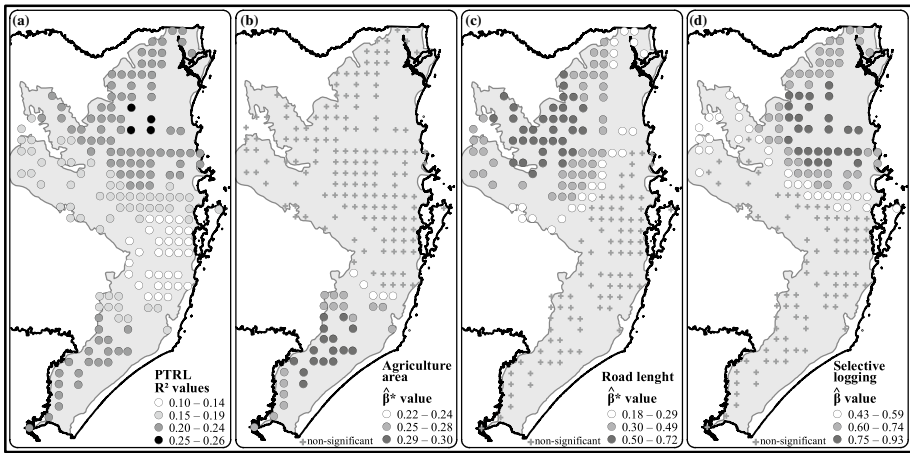 (a)
PTRL
R² values
0.10 – 0.14
0.15 – 0.19
0.20 – 0.24
0.25 – 0.26
(b)
Agriculture
area
β̂* value
0.22 – 0.24
0.25 – 0.28
+non-significant 0.29 – 0.30
(c)
Road lenght
β̂* value
0.18 – 0.29
0.30 – 0.49
+non-significant 0.50 – 0.72
(d)
Selective
logging
β̂ value
0.43 – 0.59
0.60 – 0.74
+non-significant 0.75 – 0.93